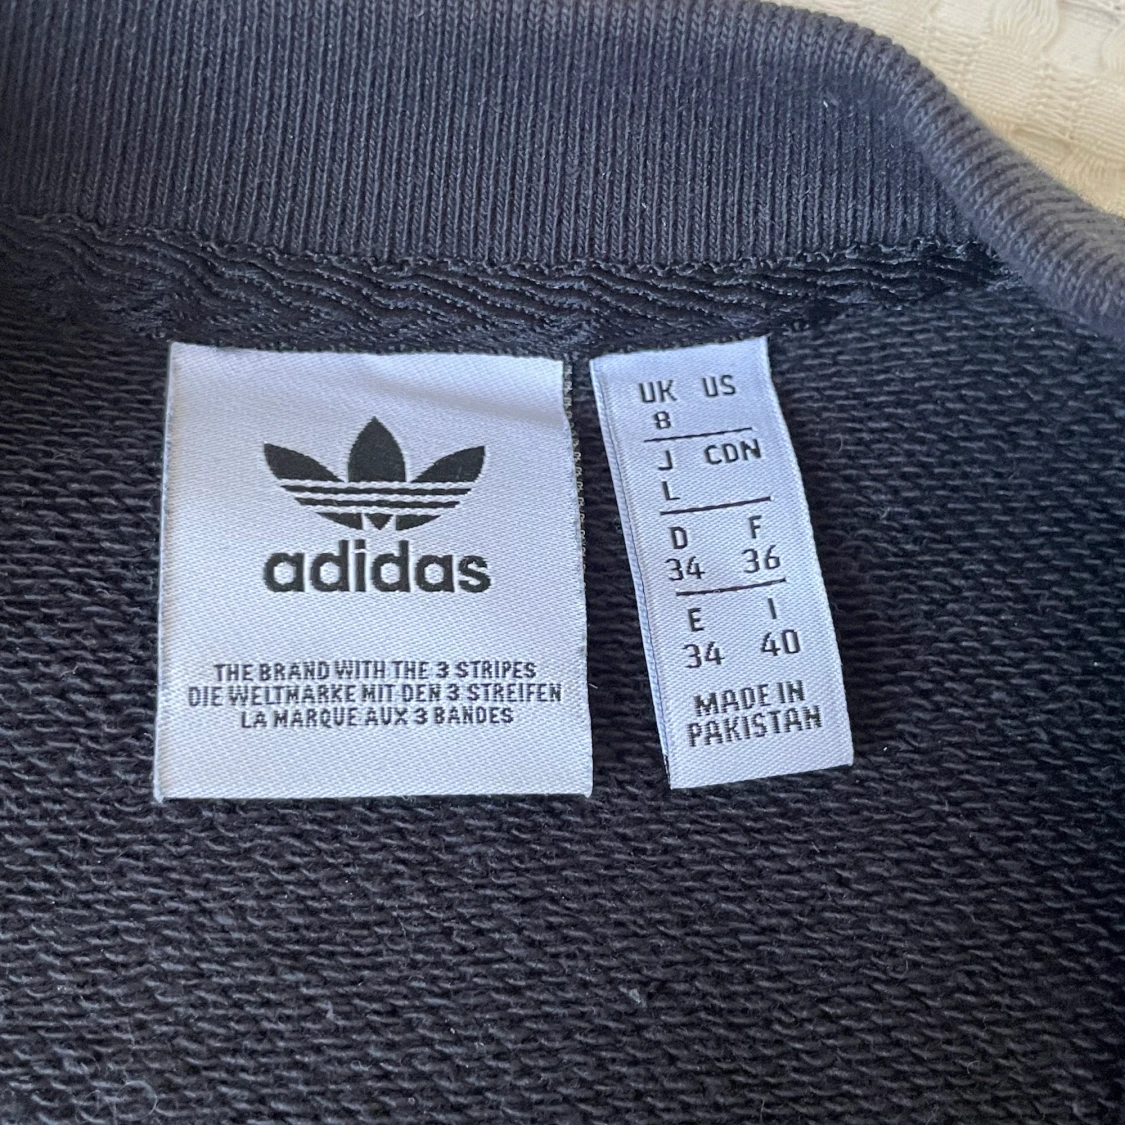 adidas
THE BRAND WITH THE 3 STRIPES
DIE WELTMARKE MIT DEN 3 STREIFEN
LA MARQUE AUX 3 BANDES
UK US
8
J CDN
L
D F
34 36
E I
34 40
MADE IN
PAKISTAN